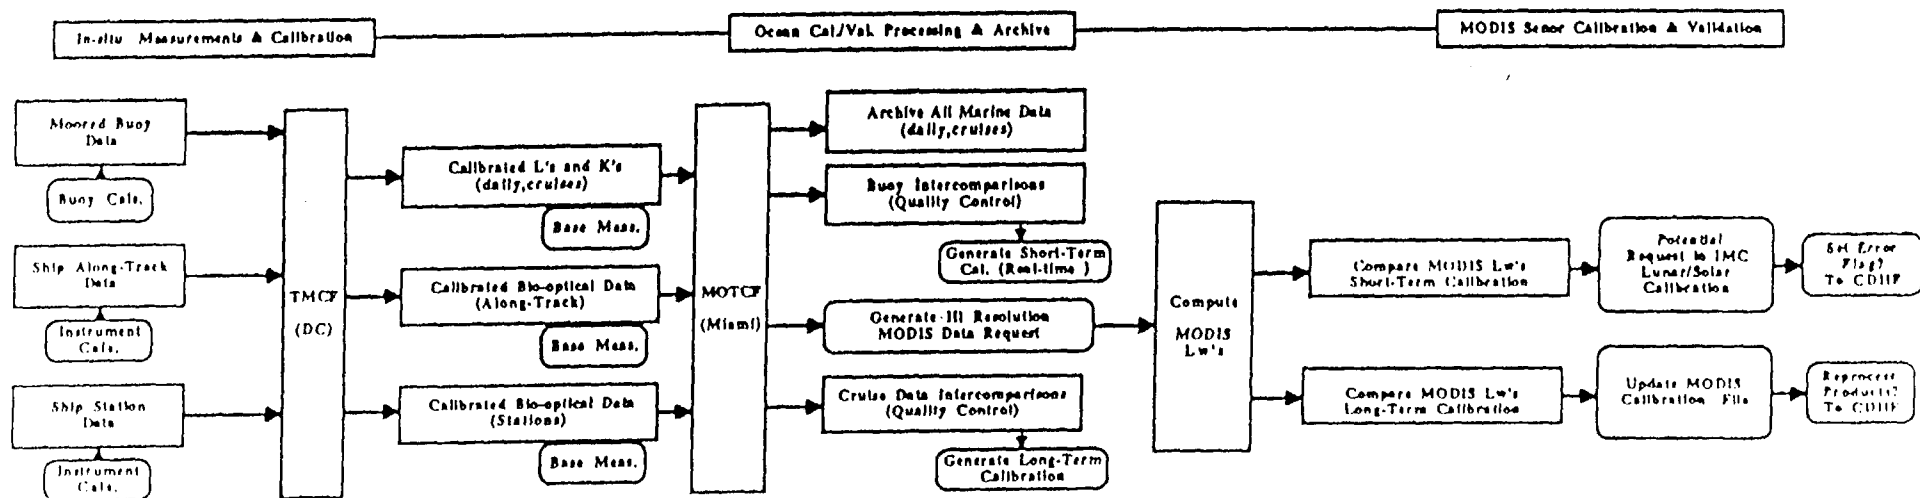 In-situ Measurements & Calibration
Ocean Cal./Val. Processing & Archive
MODIS Senor Calibration & Validation
Moored Buoy
Data
Buoy Cals.
Ship Along-Track
Data
Instrument
Cals.
Ship Station
Data
Instrument
Cals.
TMCF
(DC)
Calibrated L's and K's
(daily,cruises)
Base Meas.
Calibrated Bio-optical Data
(Along-Track)
Base Meas.
Calibrated Bio-optical Data
(Stations)
Base Meas.
MOTCF
(Miami)
Archive All Marine Data
(daily,cruises)
Buoy Intercomparisons
(Quality Control)
Generate Short-Term
Cal. (Real-time )
Generate Hi Resolution
MODIS Data Request
Cruise Data Intercomparisons
(Quality Control)
Generate Long-Term
Calibration
Compute
MODIS
Lw's
Compare MODIS Lw's
Short-Term Calibration
Potential
Request to IMC
Lunar/Solar
Calibration
Set Error
Flag?
To CDHF
Compare MODIS Lw's
Long-Term Calibration
Update MODIS
Calibration File
Reprocess
Products?
To CDHF